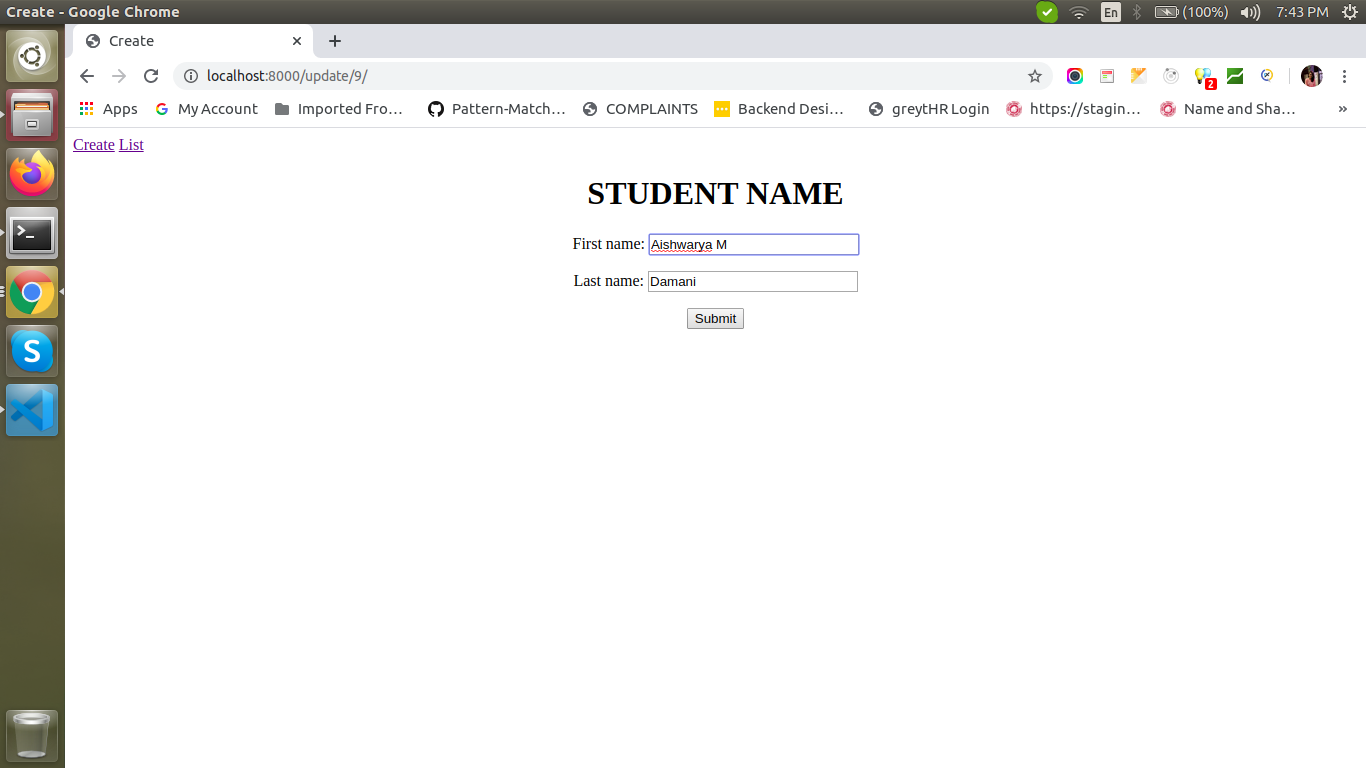 Create - Google Chrome
En
(100%)
7:43 PM
Create
localhost:8000/update/9/
2
Apps
My Account
Imported Fro...
Pattern-Match...
COMPLAINTS
Backend Desi...
greytHR Login
https://stagin...
Name and Sha...
»
Create List
STUDENT NAME
First name: Aishwarya M
Last name: Damani
Submit